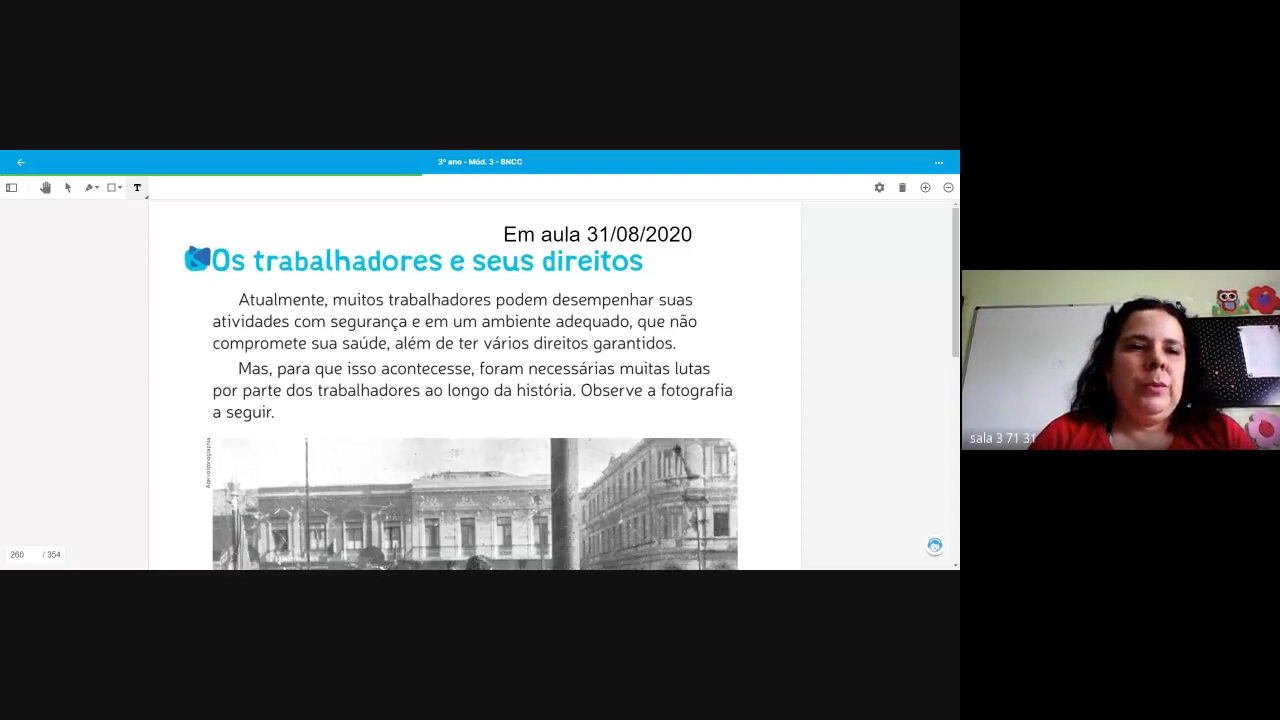 3º ano - Mód. 3 - BNCC
T
Em aula 31/08/2020
Os trabalhadores e seus direitos
Atualmente, muitos trabalhadores podem desempenhar suas
atividades com segurança e em um ambiente adequado, que não
compromete sua saúde, além de ter vários direitos garantidos.
Mas, para que isso acontecesse, foram necessárias muitas lutas
por parte dos trabalhadores ao longo da história. Observe a fotografia
a seguir.
260 / 354
sala 3 71 31